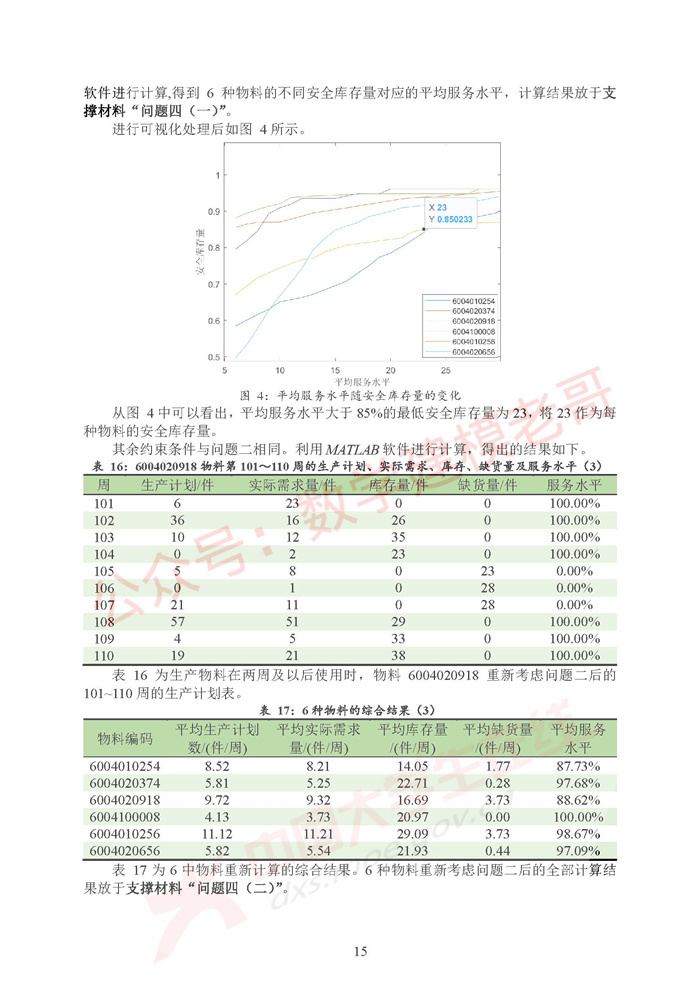 软件进行计算,得到 6 种物料的不同安全库存量对应的平均服务水平，计算结果放于支
撑材料“问题四（一）”。
进行可视化处理后如图 4 所示。
1
0.9
0.8
0.7
0.6
0.5
安全库存量
X 23
Y 0.850233
6004010254
6004020374
6004020918
6004100008
6004010256
6004020656
5 10 15 20 25
平均服务水平
图 4：平均服务水平随安全库存量的变化
从图 4 中可以看出，平均服务水平大于 85%的最低安全库存量为 23，将 23 作为每
种物料的安全库存量。
其余约束条件与问题二相同。利用MATLAB软件进行计算，得出的结果如下。
表 16：6004020918 物料第 101～110 周的生产计划、实际需求、库存、缺货量及服务水平（3）
周 生产计划/件 实际需求量/件 库存量/件 缺货量/件 服务水平
101 6 23 0 0 100.00%
102 36 16 26 0 100.00%
103 10 12 35 0 100.00%
104 0 2 23 0 100.00%
105 5 8 0 23 0.00%
106 0 1 0 28 0.00%
107 21 11 0 28 0.00%
108 57 51 29 0 100.00%
109 4 5 33 0 100.00%
110 19 21 38 0 100.00%
表 16 为生产物料在两周及以后使用时，物料 6004020918 重新考虑问题二后的
101~110 周的生产计划表。
表 17：6 种物料的综合结果（3）
物料编码 平均生产计划数/(件/周) 平均实际需求量/(件/周) 平均库存量/(件/周) 平均缺货量/(件/周) 平均服务水平
6004010254 8.52 8.21 14.05 1.77 87.73%
6004020374 5.81 5.25 22.71 0.28 97.68%
6004020918 9.72 9.32 16.69 3.73 88.62%
6004100008 4.13 3.73 20.97 0.00 100.00%
6004010256 11.12 11.21 29.09 3.73 98.67%
6004020656 5.82 5.54 21.93 0.44 97.09%
表 17 为 6 中物料重新计算的综合结果。6 种物料重新考虑问题二后的全部计算结
果放于支撑材料“问题四（二）”。
15
公众号：数学建模老哥